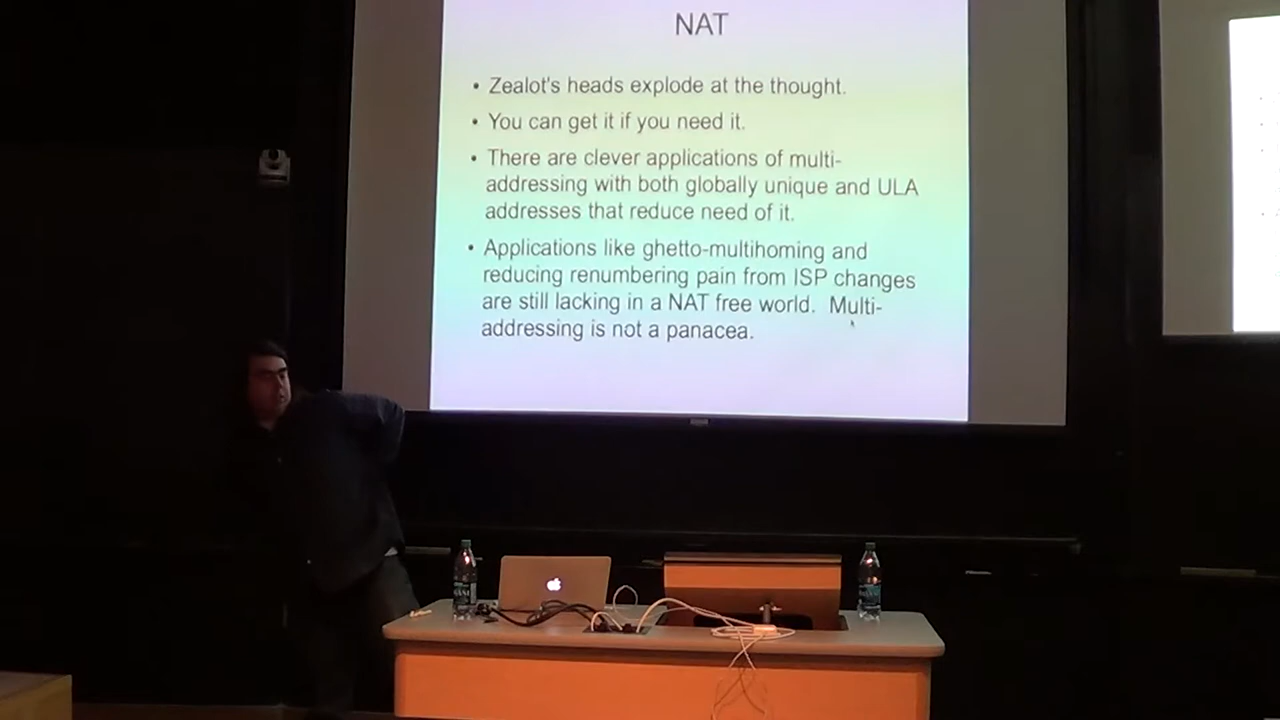 NAT
• Zealot's heads explode at the thought.
• You can get it if you need it.
• There are clever applications of multi-
addressing with both globally unique and ULA
addresses that reduce need of it.
• Applications like ghetto-multihoming and
reducing renumbering pain from ISP changes
are still lacking in a NAT free world. Multi-
addressing is not a panacea.